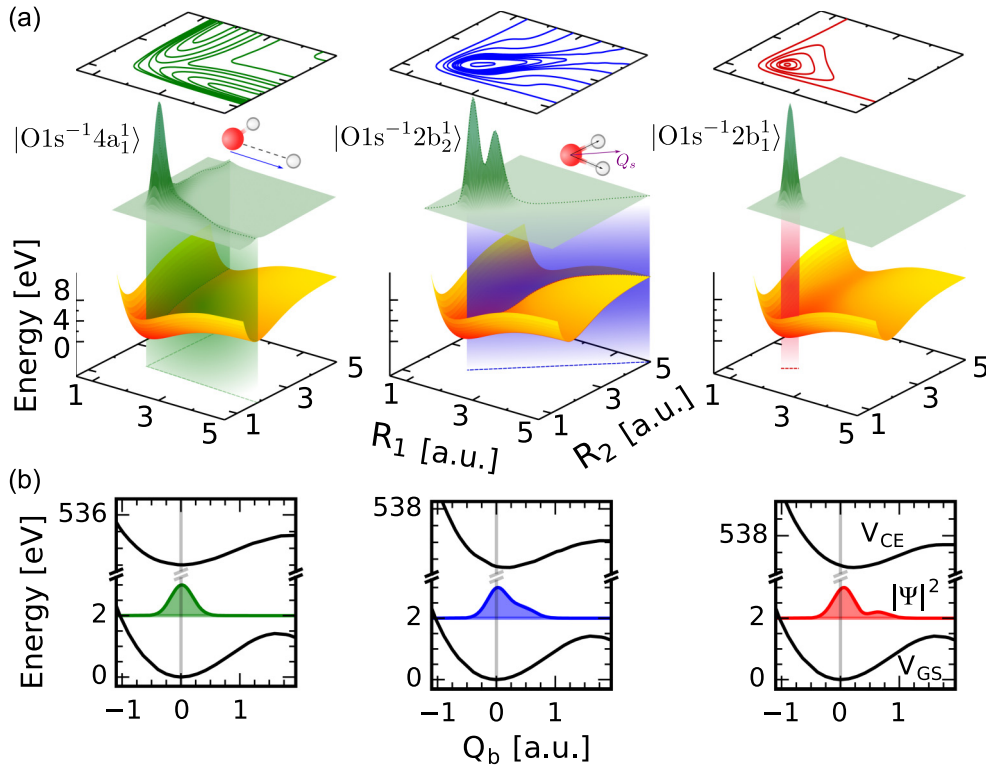 (a)
|O1s⁻¹4a₁¹⟩
|O1s⁻¹2b₂¹⟩
|O1s⁻¹2b₁¹⟩
Qₛ
Energy [eV]
8
4
0
1
3
5
1
3
5
1
3
5
1
3
5
1
3
5
1
3
5
R₁ [a.u.]
R₂ [a.u.]
(b)
Energy [eV]
536
2
0
−1
0
1
538
2
0
−1
0
1
538
2
0
−1
0
1
V_CE
|Ψ|²
V_GS
Q_b [a.u.]